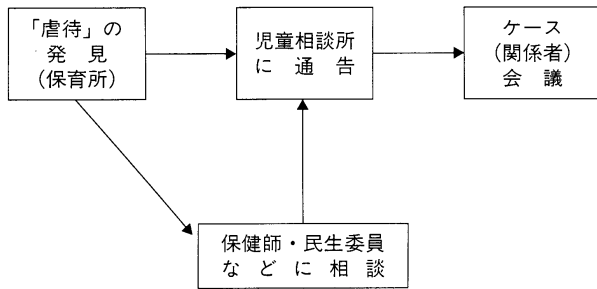 「虐待」の
発見
(保育所)
児童相談所
に通告
ケース
(関係者)
会議
保健師・民生委員
などに相談